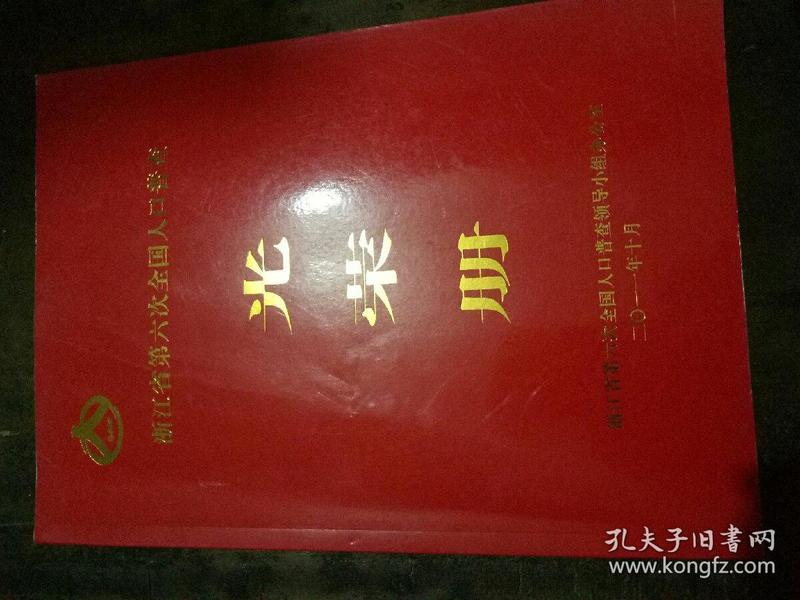 浙江省第六次全国人口普查
光荣册
浙江省第六次全国人口普查领导小组办公室
二〇一一年十月
孔夫子旧书网
www.kongfz.com